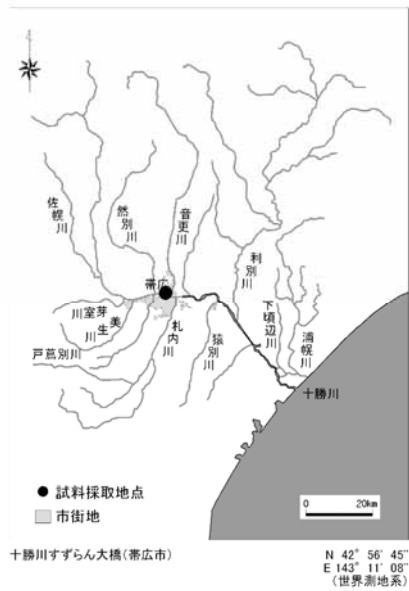 佐幌川
然別川
音更川
利別川
帯広
下頃辺川
浦幌川
芽室川
美生川
戸蔦別川
札内川
猿別川
十勝川
試料採取地点
市街地
0 20km
十勝川すずらん大橋(帯広市)
N 42° 56' 45"
E 143° 11' 08"
(世界測地系)